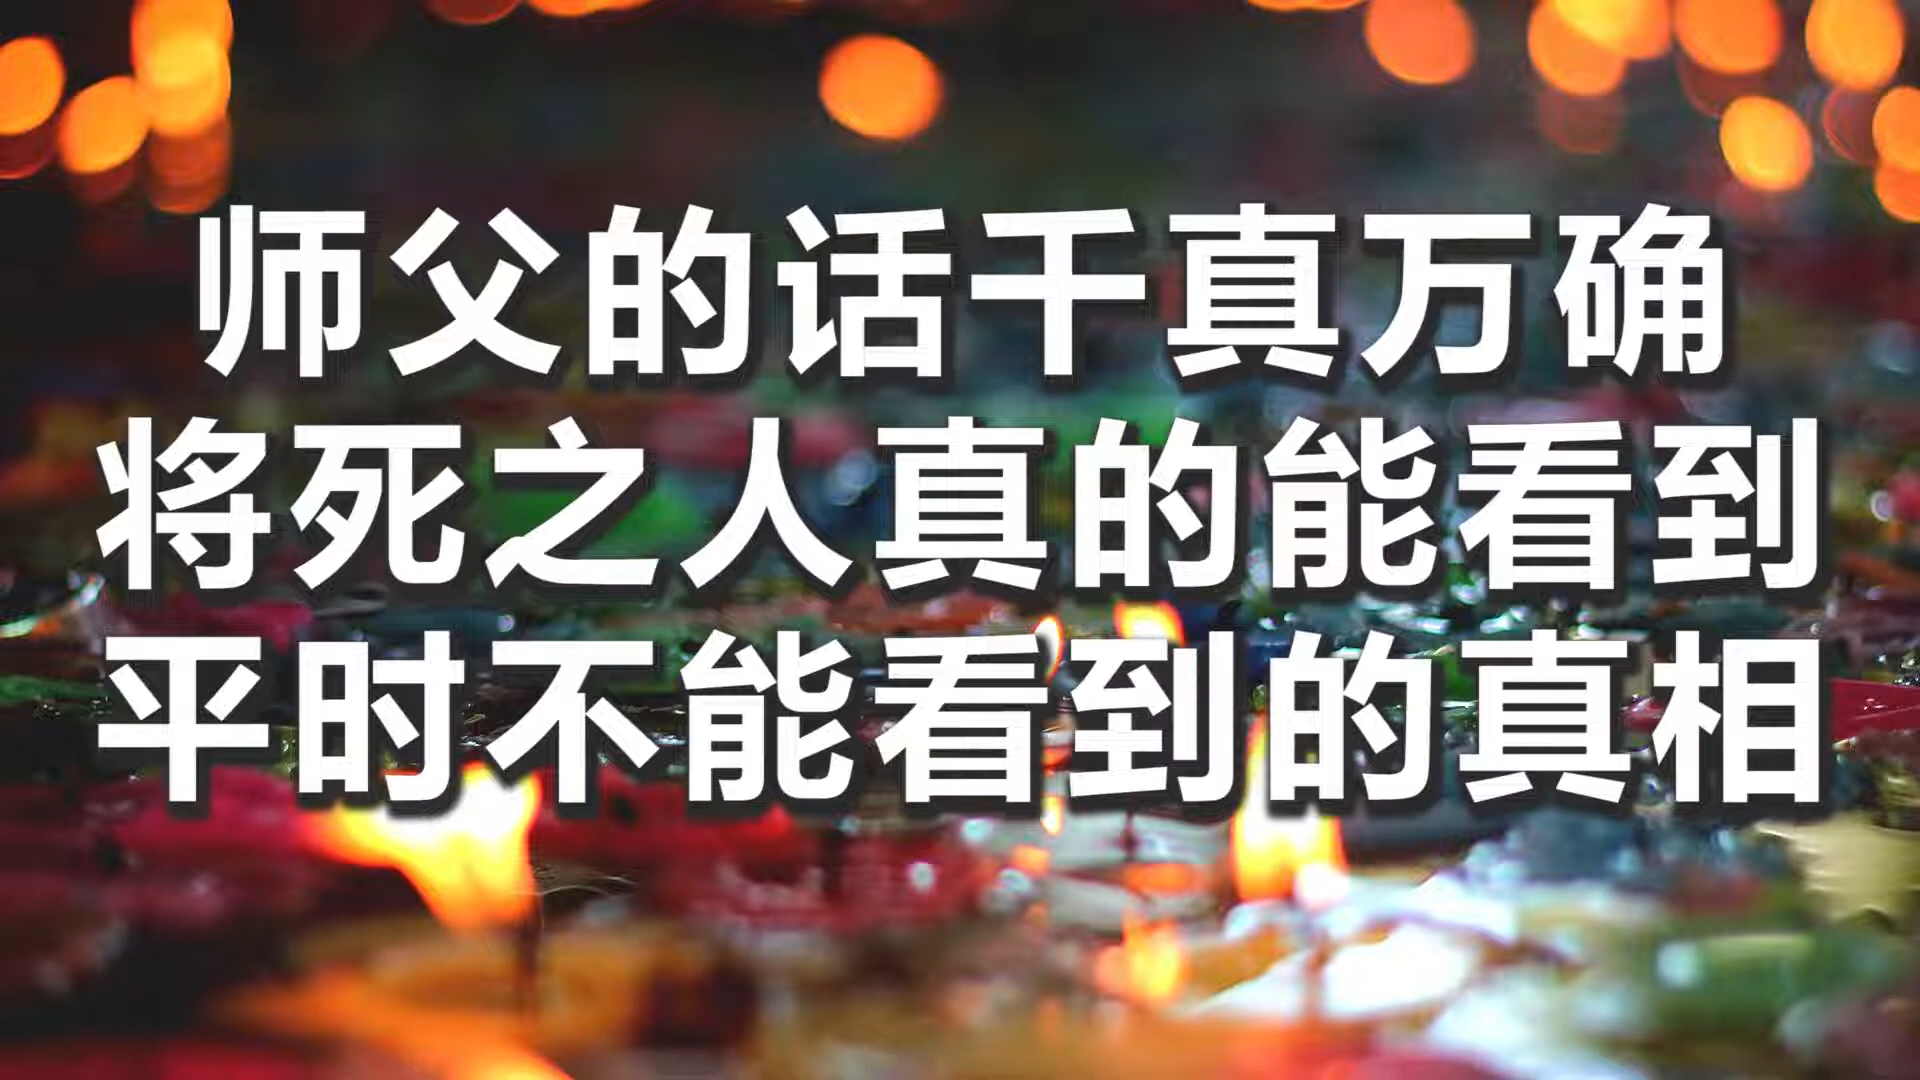 师父的话千真万确
将死之人真的能看到
平时不能看到的真相